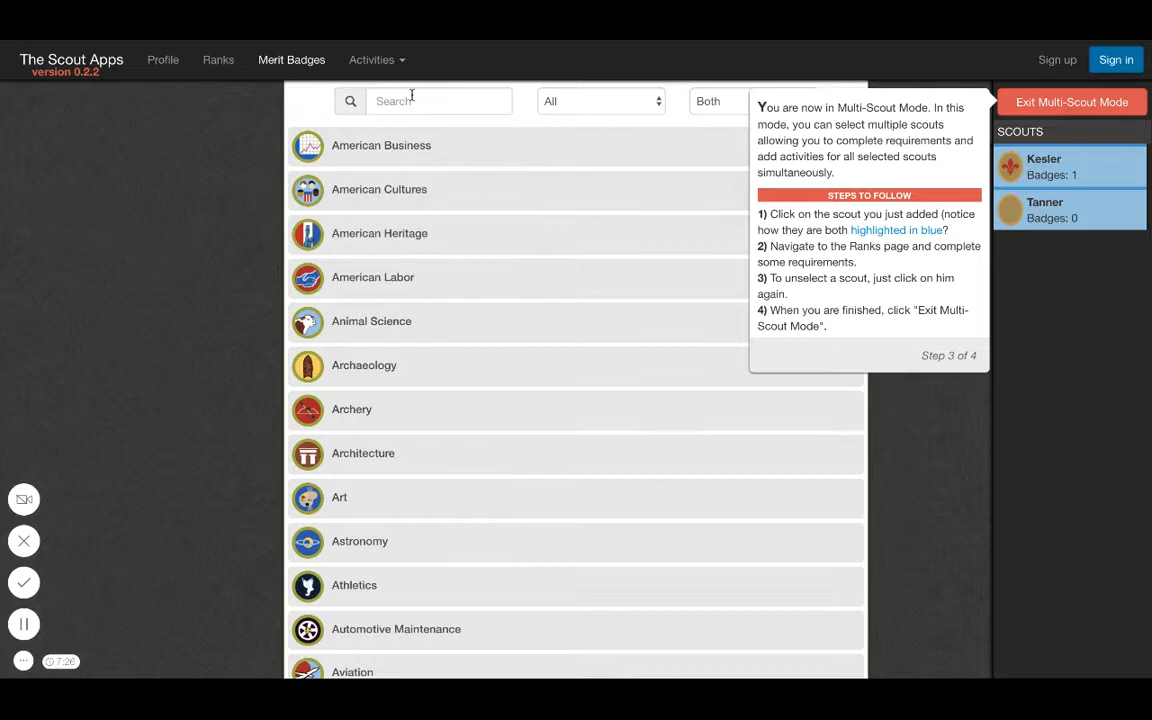 The Scout Apps
version 0.2.2
Profile
Ranks
Merit Badges
Activities
Sign up
Sign in
Search
All
Both
American Business
American Cultures
American Heritage
American Labor
Animal Science
Archaeology
Archery
Architecture
Art
Astronomy
Athletics
Automotive Maintenance
Aviation
You are now in Multi-Scout Mode. In this
mode, you can select multiple scouts
allowing you to complete requirements and
add activities for all selected scouts
simultaneously.
STEPS TO FOLLOW
1) Click on the scout you just added (notice
how they are both highlighted in blue?
2) Navigate to the Ranks page and complete
some requirements.
3) To unselect a scout, just click on him
again.
4) When you are finished, click "Exit Multi-
Scout Mode".
Step 3 of 4
Exit Multi-Scout Mode
SCOUTS
Kesler
Badges: 1
Tanner
Badges: 0
7:26